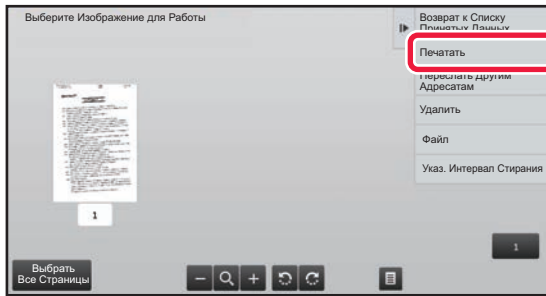 Выберите Изображение для Работы
Возврат к Списку
Принятых Данных
Печатать
Переслать Другим
Адресатам
Удалить
Файл
Указ. Интервал Стирания
1
1
Выбрать
Все Страницы